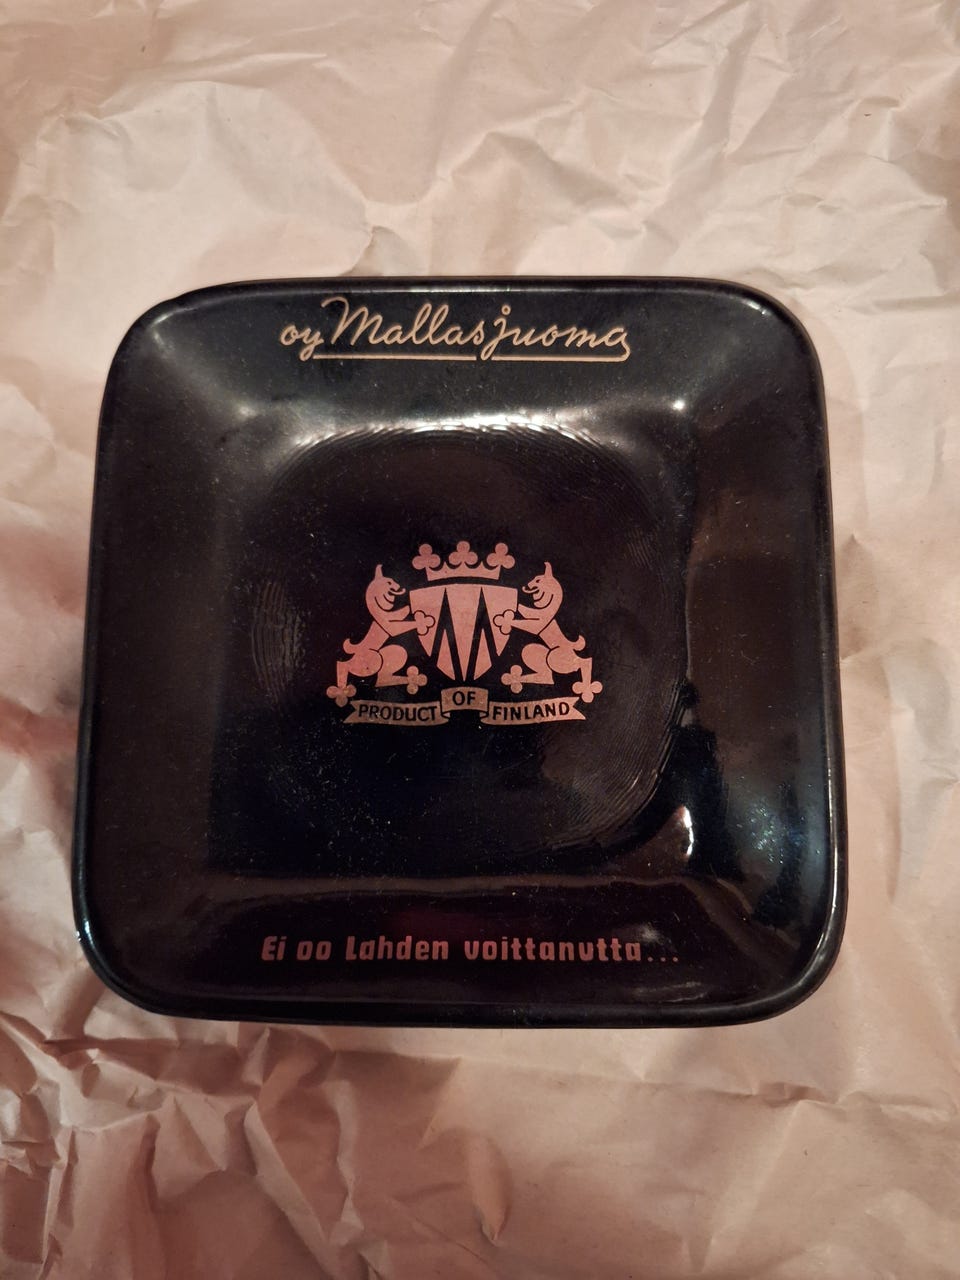 oy Mallasjuoma
PRODUCT OF FINLAND
Ei oo Lahden voittanutta...